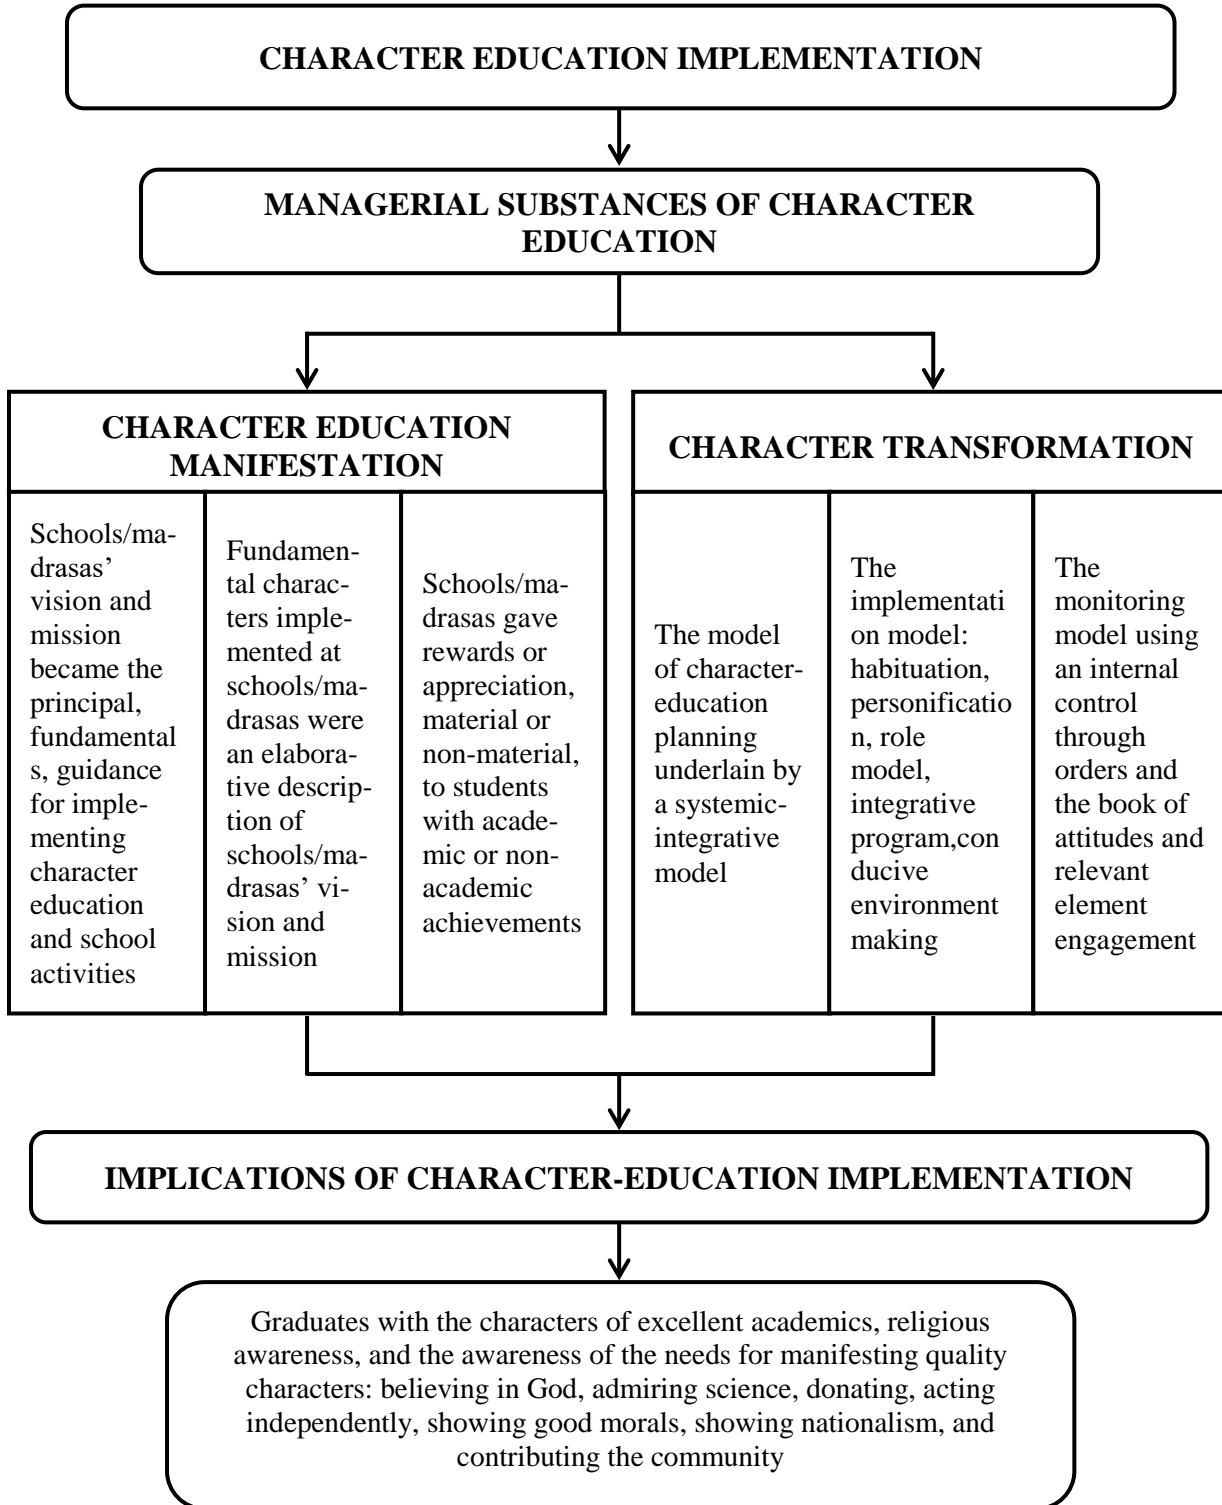 CHARACTER EDUCATION IMPLEMENTATION
MANAGERIAL SUBSTANCES OF CHARACTER
EDUCATION
CHARACTER EDUCATION
MANIFESTATION
CHARACTER TRANSFORMATION
Schools/ma-
drasas’
vision and
mission
became the
principal,
fundamental
s, guidance
for imple-
menting
character
education
and school
activities
Fundamen-
tal charac-
ters imple-
mented at
schools/ma-
drasas were
an elabora-
tive descrip-
tion of
schools/ma-
drasas’ vi-
sion and
mission
Schools/ma-
drasas gave
rewards or
appreciation,
material or
non-material,
to students
with acade-
mic or non-
academic
achievements
The model
of character-
education
planning
underlain by
a systemic-
integrative
model
The
implementati
on model:
habituation,
personificatio
n, role
model,
integrative
program,con
ducive
environment
making
The
monitoring
model using
an internal
control
through
orders and
the book of
attitudes and
relevant
element
engagement
IMPLICATIONS OF CHARACTER-EDUCATION IMPLEMENTATION
Graduates with the characters of excellent academics, religious
awareness, and the awareness of the needs for manifesting quality
characters: believing in God, admiring science, donating, acting
independently, showing good morals, showing nationalism, and
contributing the community